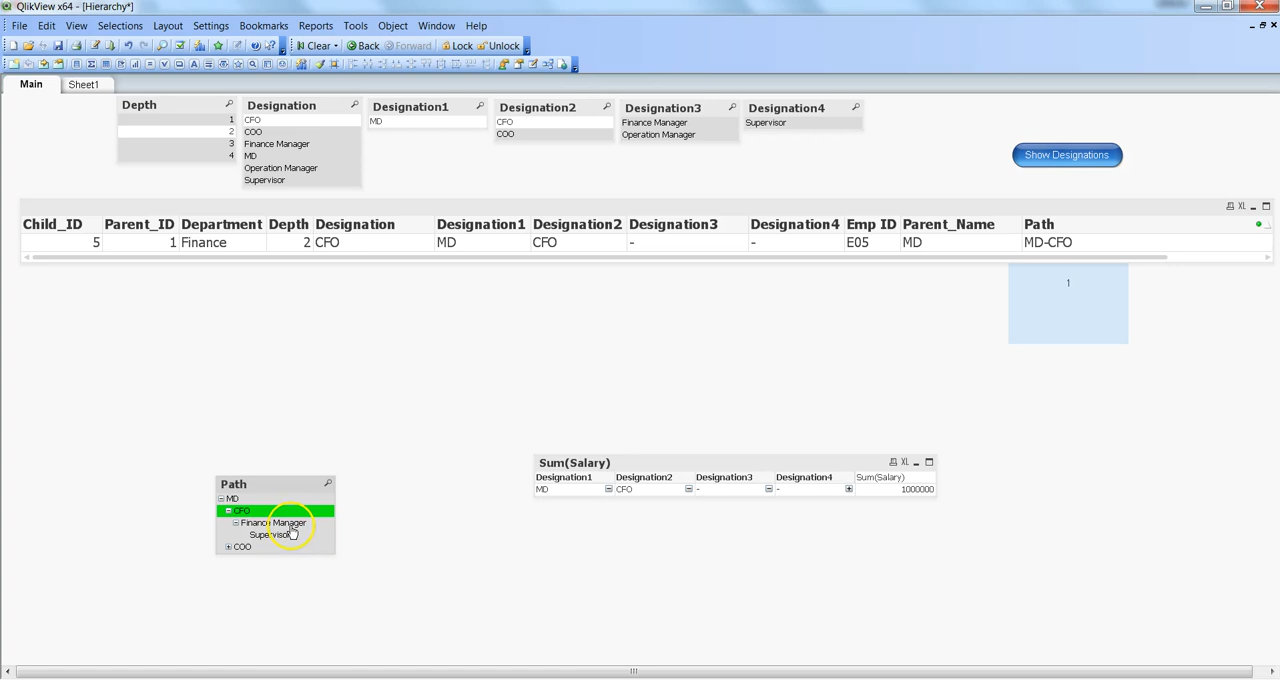 QlikView x64 - [Hierarchy*]
File Edit View Selections Layout Settings Bookmarks Reports Tools Object Window Help
Clear Back Forward Lock Unlock
Main Sheet1
Depth
1
2
3
4
Designation
CFO
COO
Finance Manager
MD
Operation Manager
Supervisor
Designation1
MD
Designation2
CFO
COO
Designation3
Finance Manager
Operation Manager
Designation4
Supervisor
Show Designations
XL
Child_ID Parent_ID Department Depth Designation Designation1 Designation2 Designation3 Designation4 Emp ID Parent_Name Path
5 1 Finance 2 CFO MD CFO - - E05 MD MD-CFO
1
Path
MD
CFO
Finance Manager
Supervisor
COO
Sum(Salary) XL
Designation1 Designation2 Designation3 Designation4 Sum(Salary)
MD CFO - - 1000000